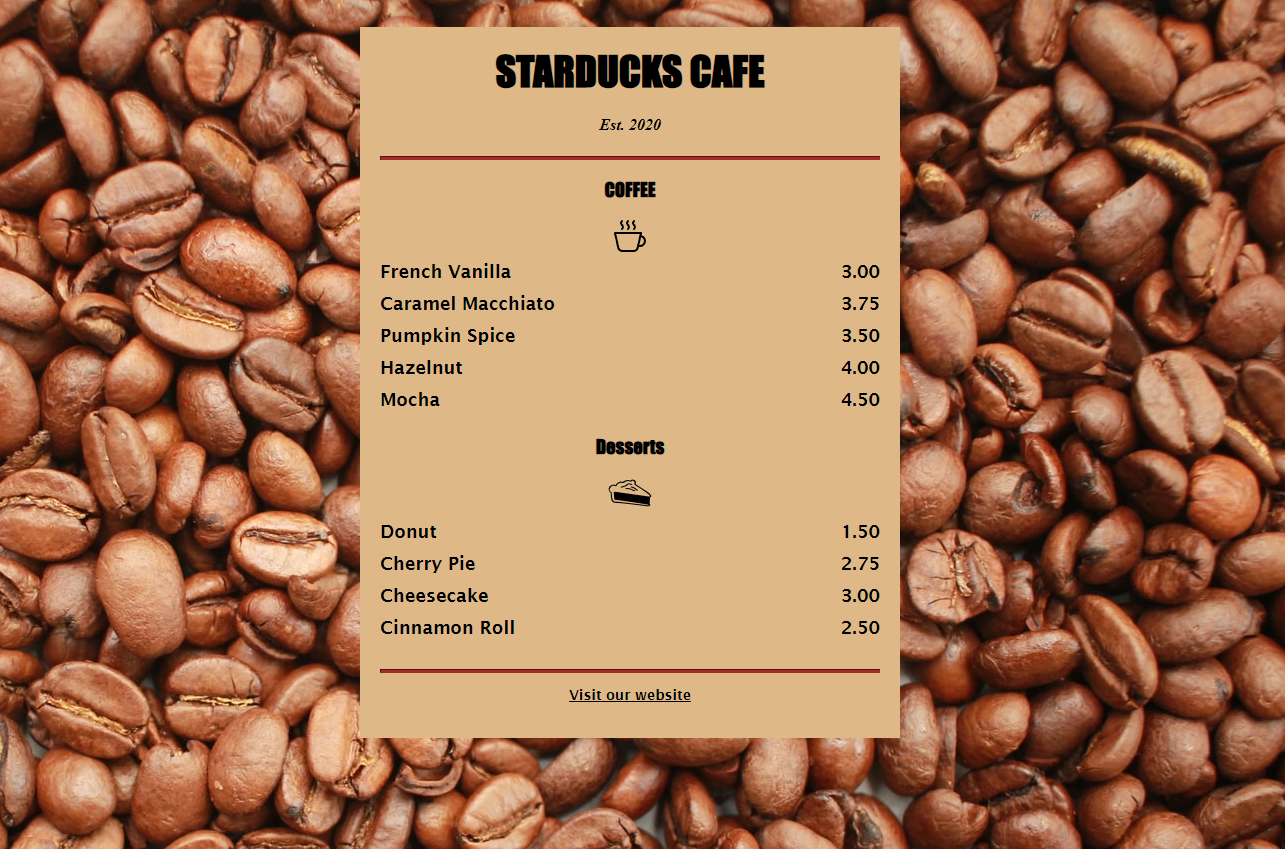 STARDUCKS CAFE
Est. 2020
COFFEE
French Vanilla 3.00
Caramel Macchiato 3.75
Pumpkin Spice 3.50
Hazelnut 4.00
Mocha 4.50
Desserts
Donut 1.50
Cherry Pie 2.75
Cheesecake 3.00
Cinnamon Roll 2.50
Visit our website